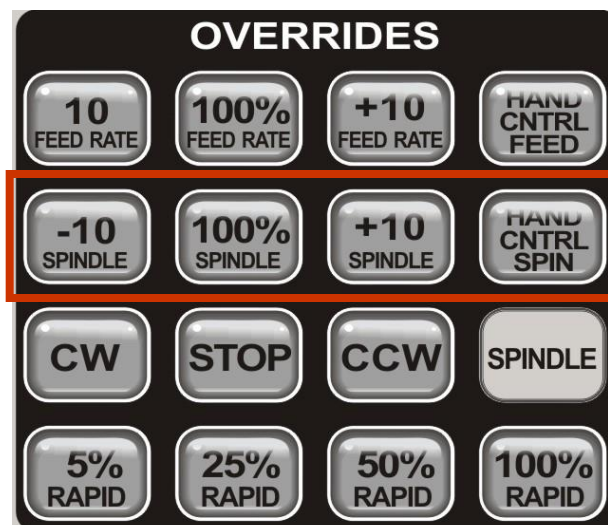 OVERRIDES
10 100% +10 HAND
FEED RATE FEED RATE FEED RATE CNTRL
FEED
-10 100% +10 HAND
SPINDLE SPINDLE SPINDLE CNTRL
SPIN
CW STOP CCW SPINDLE
5% 25% 50% 100%
RAPID RAPID RAPID RAPID